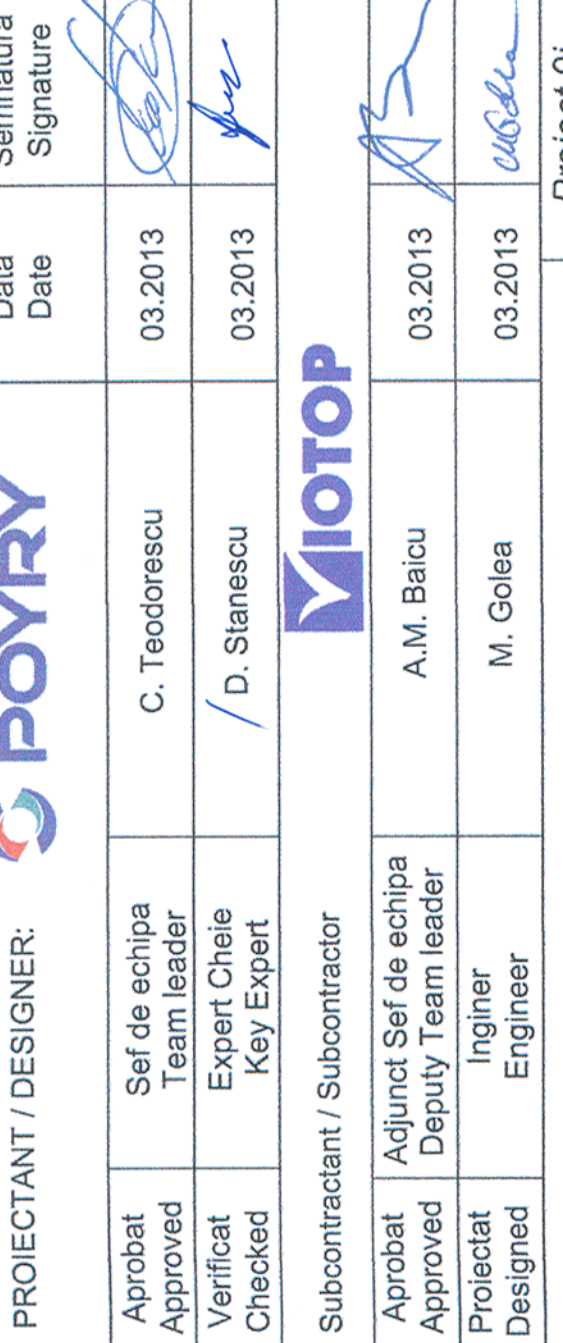 PROIECTANT / DESIGNER:
POYRY
Data
Date
Semnatura
Signature
Aprobat
Approved
Sef de echipa
Team leader
C. Teodorescu
03.2013
Verificat
Checked
Expert Cheie
Key Expert
/ D. Stanescu
03.2013
Subcontractant / Subcontractor
VIOTOP
Aprobat
Approved
Adjunct Sef de echipa
Deputy Team leader
A.M. Baicu
03.2013
Proiectat
Designed
Inginer
Engineer
M. Golea
03.2013
Project